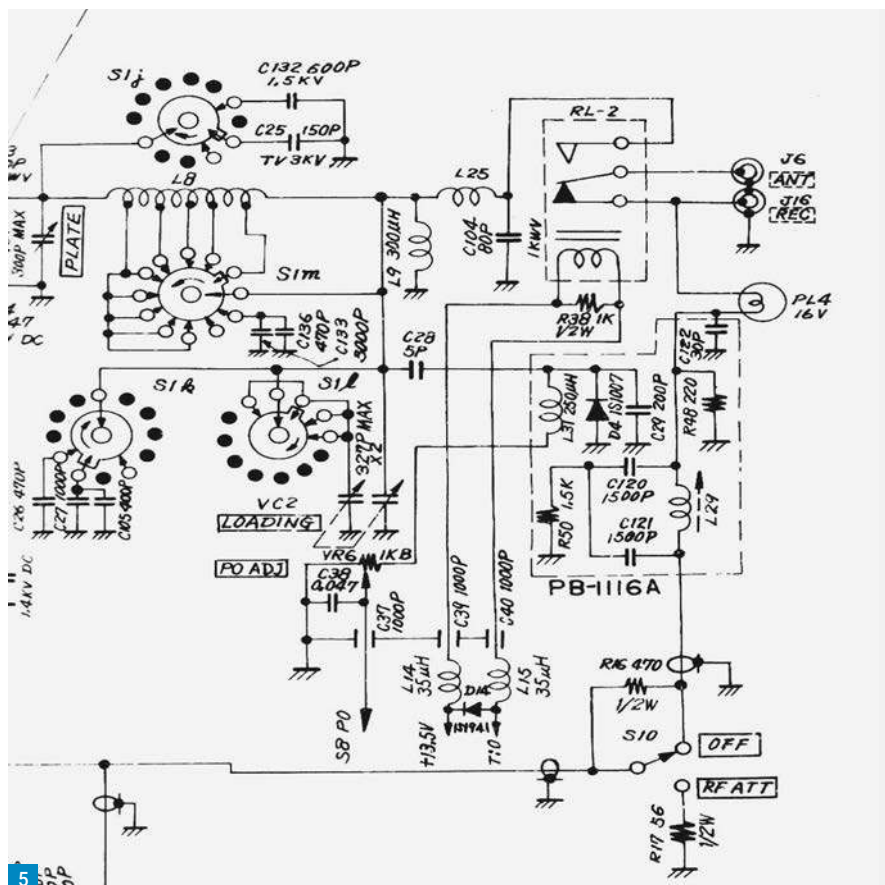 S1j
C132 600P
1.5KV
C25 150P
TV 3KV
RL-2
J6
ANT
J16
REC
L8
L25
300P MAX
PLATE
S1m
L9 300μH
C104
80P
1KWV
R38 1K
1/2W
PL4
16V
47
DC
C136
470P
C133
5000P
C28
5P
C122
30P
S1k
S1l
327P MAX
X2
L31 250μH
D4 1S1007
C29 200P
R48 220
C26 470P
C27 1000P
VC2
LOADING
R50 1.5K
C120
1500P
C121
1500P
L29
1.4KV DC
VR6 1KB
PO ADJ
C38
0.047
C37
1000P
C39 1000P
C40 1000P
PB-1116A
R16 470
1/2W
L14
35μH
D14
1S1941
L15
35μH
S8 PO
+13.5V
S10
OFF
RF ATT
R17 56
1/2W
5